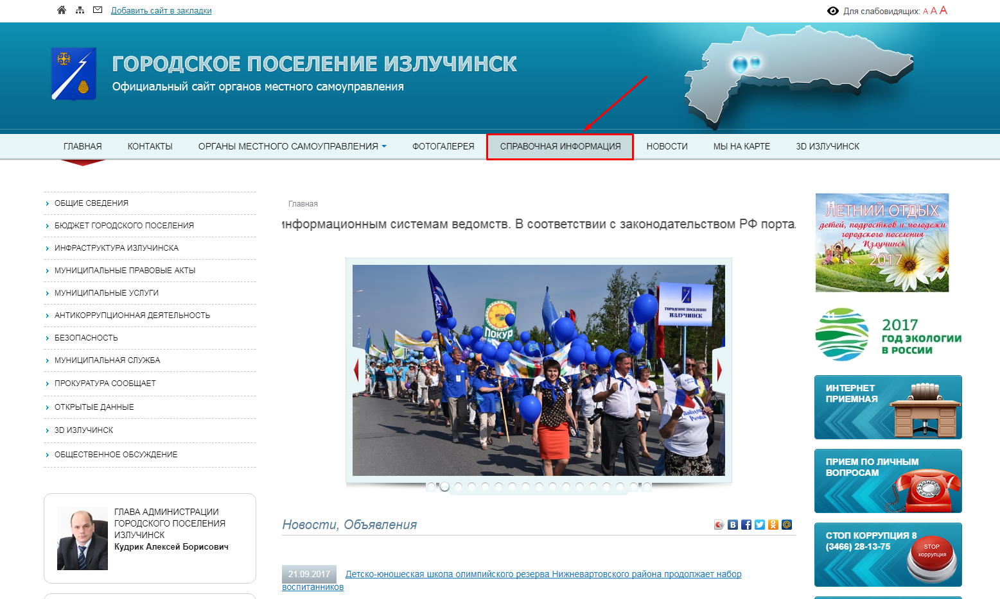 Добавить сайт в закладки
Для слабовидящих: А А А
ГОРОДСКОЕ ПОСЕЛЕНИЕ ИЗЛУЧИНСК
Официальный сайт органов местного самоуправления
ГЛАВНАЯ КОНТАКТЫ ОРГАНЫ МЕСТНОГО САМОУПРАВЛЕНИЯ ФОТОГАЛЕРЕЯ СПРАВОЧНАЯ ИНФОРМАЦИЯ НОВОСТИ МЫ НА КАРТЕ 3D ИЗЛУЧИНСК
ОБЩИЕ СВЕДЕНИЯ
БЮДЖЕТ ГОРОДСКОГО ПОСЕЛЕНИЯ
ИНФРАСТРУКТУРА ИЗЛУЧИНСКА
МУНИЦИПАЛЬНЫЕ ПРАВОВЫЕ АКТЫ
МУНИЦИПАЛЬНЫЕ УСЛУГИ
АНТИКОРРУПЦИОННАЯ ДЕЯТЕЛЬНОСТЬ
БЕЗОПАСНОСТЬ
МУНИЦИПАЛЬНАЯ СЛУЖБА
ПРОКУРАТУРА СООБЩАЕТ
ОТКРЫТЫЕ ДАННЫЕ
3D ИЗЛУЧИНСК
ОБЩЕСТВЕННОЕ ОБСУЖДЕНИЕ
ГЛАВА АДМИНИСТРАЦИИ
ГОРОДСКОГО ПОСЕЛЕНИЯ
ИЗЛУЧИНСК
Кудрик Алексей Борисович
Главная
информационным системам ведомств. В соответствии с законодательством РФ порта
ПОКУР
ГОРОДСКОЕ ПОСЕЛЕНИЕ
ИЗЛУЧИНСК
Зайцева
Речка
Новости, Объявления
21.09.2017 Детско-юношеская школа олимпийского резерва Нижневартовского района продолжает набор
воспитанников
11
ЛЕТНИЙ ОТДЫХ
детей, подростков и молодежи
городского поселения
Излучинск
2017
11
2017
ГОД ЭКОЛОГИИ
В РОССИИ
ИНТЕРНЕТ
ПРИЕМНАЯ
ПРИЕМ ПО ЛИЧНЫМ
ВОПРОСАМ
СТОП КОРРУПЦИЯ 8
(3466) 28-13-75
STOP
коррупция